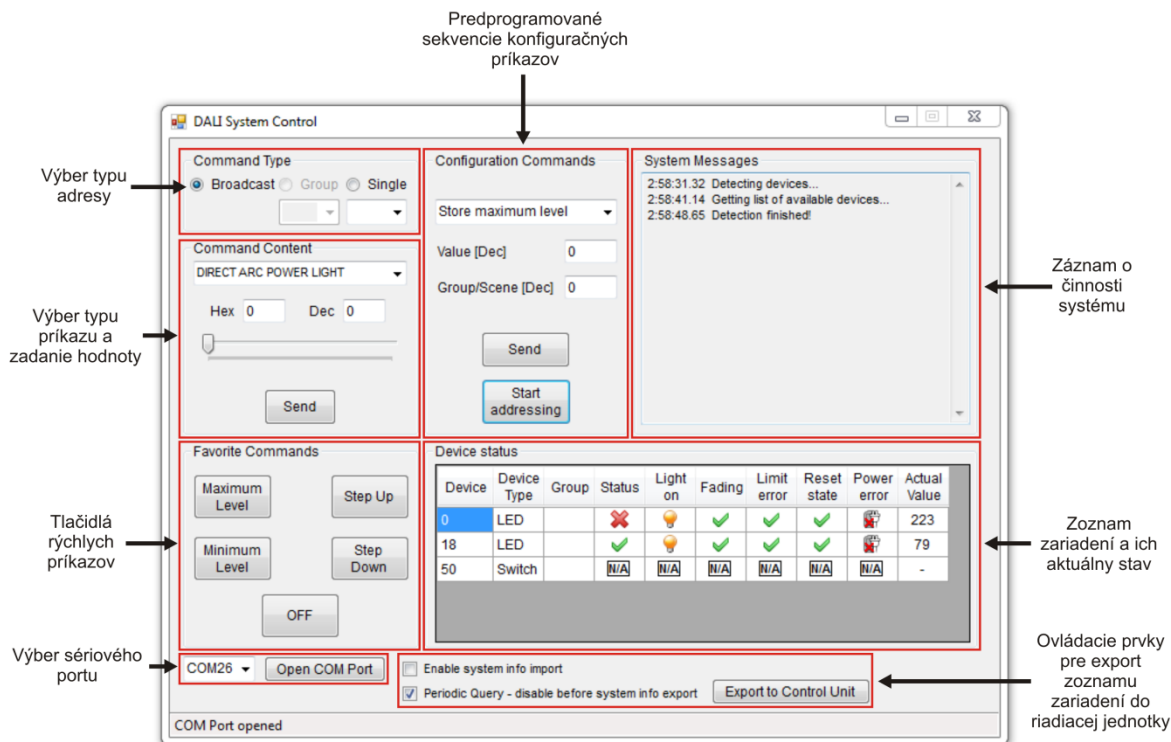 Predprogramované
sekvencie konfiguračných
príkazov
DALI System Control
Výber typu
adresy
Command Type
Broadcast Group Single
Configuration Commands
Store maximum level
Value [Dec] 0
Group/Scene [Dec] 0
Send
Start
addressing
System Messages
2:58:31.32 Detecting devices...
2:58:41.14 Getting list of available devices...
2:58:48.65 Detection finished!
Záznam o
činnosti
systému
Výber typu
príkazu a
zadanie hodnoty
Command Content
DIRECT ARC POWER LIGHT
Hex 0 Dec 0
Send
Tlačidlá
rýchlych
príkazov
Favorite Commands
Maximum
Level
Step Up
Minimum
Level
Step
Down
OFF
Device status
Device Device Type Group Status Light on Fading Limit error Reset state Power error Actual Value
0 LED 223
18 LED 79
50 Switch N/A N/A N/A N/A N/A N/A -
Zoznam
zariadení a ich
aktuálny stav
Výber sériového
portu
COM26 Open COM Port
Enable system info import
Periodic Query - disable before system info export Export to Control Unit
Ovládacie prvky
pre export
zoznamu
zariadení do
riadiacej jednotky
COM Port opened